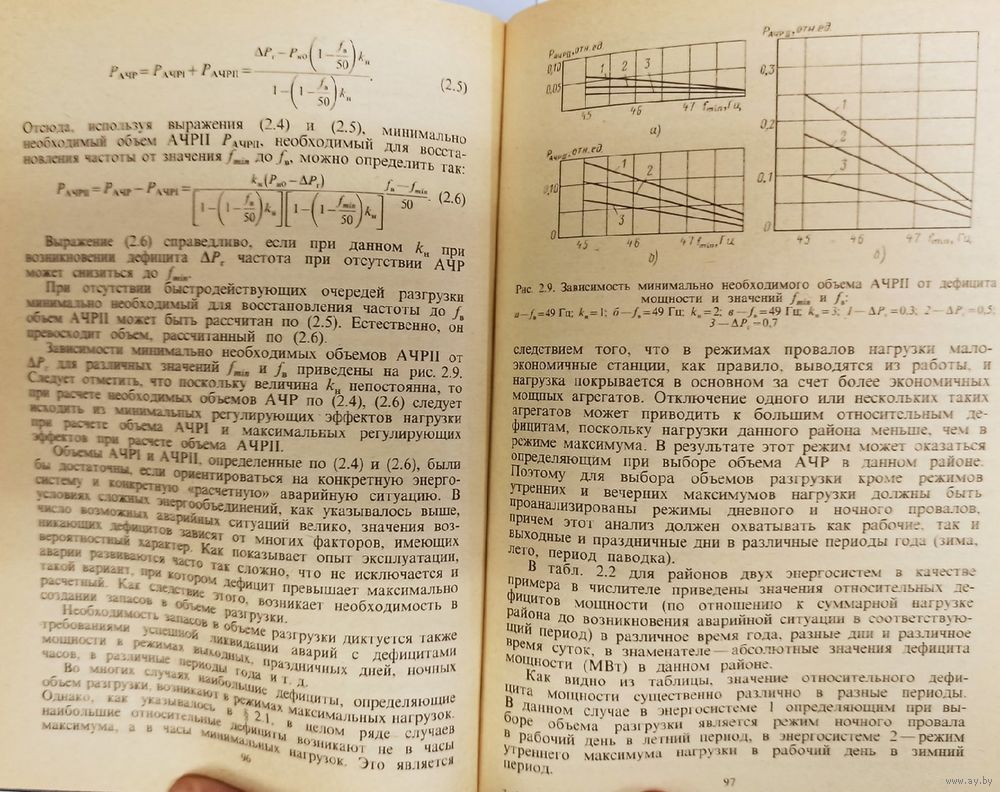 P_АЧР = P_АЧРI + P_АЧРII = (ΔP_г − P_но(1 − f_в/50)k_н) / (1 − (1 − f_в/50)k_н). (2.5)
Отсюда, используя выражения (2.4) и (2.5), минимально
необходимый объем АЧРII P_АЧРII, необходимый для восста-
новления частоты от значения f_min до f_в, можно определить так:
P_АЧРII = P_АЧР − P_АЧРI = k_н(P_но − ΔP_г) / ([1 − (1 − f_в/50)k_н][1 − (1 − f_min/50)k_н]) (f_в − f_min)/50. (2.6)
Выражение (2.6) справедливо, если при данном k_н при
возникновении дефицита ΔP_г частота при отсутствии АЧР
может снизиться до f_min.
При отсутствии быстродействующих очередей разгрузки
минимально необходимый для восстановления частоты до f_в
объем АЧРII может быть рассчитан по (2.5). Естественно, он
превосходит объем, рассчитанный по (2.6).
Зависимости минимально необходимых объемов АЧРII от
ΔP_г для различных значений f_min и f_в приведены на рис. 2.9.
Следует отметить, что поскольку величина k_н непостоянна, то
при расчете необходимых объемов АЧР по (2.4), (2.6) следует
исходить из минимальных регулирующих эффектов нагрузки
при расчете объема АЧРI и максимальных регулирующих
эффектов при расчете объема АЧРII.
Объемы АЧРI и АЧРII, определенные по (2.4) и (2.6), были
бы достаточны, если ориентироваться на конкретную энерго-
систему и конкретную «расчетную» аварийную ситуацию. В
условиях сложных энергообъединений, как указывалось выше,
число возможных аварийных ситуаций велико, значения воз-
никающих дефицитов зависят от многих факторов, имеющих
вероятностный характер. Как показывает опыт эксплуатации,
аварии развиваются часто так сложно, что не исключается и
такой вариант, при котором дефицит превышает максимально
расчетный. Как следствие этого, возникает необходимость в
создании запасов в объеме разгрузки.
Необходимость запасов в объеме разгрузки диктуется также
требованиями успешной ликвидации аварий с дефицитами
мощности в режимах выходных, праздничных дней, ночных
часов, в различные периоды года и т. д.
Во многих случаях наибольшие дефициты, определяющие
объем разгрузки, возникают в режимах максимальных нагрузок.
Однако, как указывалось в § 2.1, в целом ряде случаев
наибольшие относительные дефициты возникают не в часы
максимума, а в часы минимальных нагрузок. Это является
96
P_АЧРII, отн. ед.
0,10
0,05
1 2 3
45 46 47 f_min, Гц
а)
P_АЧРII, отн. ед.
0,10
0
1
2
3
45 46 47 f_min, Гц
б)
P_АЧРII, отн. ед.
0,3
0,2
0,1
0
1
2
3
45 46 47 f_min, Гц
в)
Рис. 2.9. Зависимость минимально необходимого объема АЧРII от дефицита
мощности и значений f_min и f_в:
а — f_в = 49 Гц; k_н = 1; б — f_в = 49 Гц; k_н = 2; в — f_в = 49 Гц; k_н = 3; 1 — ΔP_г = 0,3; 2 — ΔP_г = 0,5;
3 — ΔP_г = 0,7
следствием того, что в режимах провалов нагрузки мало-
экономичные станции, как правило, выводятся из работы, и
нагрузка покрывается в основном за счет более экономичных
мощных агрегатов. Отключение одного или нескольких таких
агрегатов может приводить к большим относительным де-
фицитам, поскольку нагрузки данного района меньше, чем в
режиме максимума. В результате этот режим может оказаться
определяющим при выборе объема АЧР в данном районе.
Поэтому для выбора объемов разгрузки кроме режимов
утренних и вечерних максимумов нагрузки должны быть
проанализированы режимы дневного и ночного провалов,
причем этот анализ должен охватывать как рабочие, так и
выходные и праздничные дни в различные периоды года (зима,
лето, период паводка).
В табл. 2.2 для районов двух энергосистем в качестве
примера в числителе приведены значения относительных де-
фицитов мощности (по отношению к суммарной нагрузке
района до возникновения аварийной ситуации в соответствую-
щий период) в различное время года, разные дни и различное
время суток, в знаменателе — абсолютные значения дефицита
мощности (МВт) в данном районе.
Как видно из таблицы, значение относительного дефи-
цита мощности существенно различно в разные периоды.
В данном случае в энергосистеме 1 определяющим при вы-
боре объема разгрузки является режим ночного провала
в рабочий день в летний период, в энергосистеме 2 — режим
утреннего максимума нагрузки в рабочий день в зимний
период.
97
www.ay.by